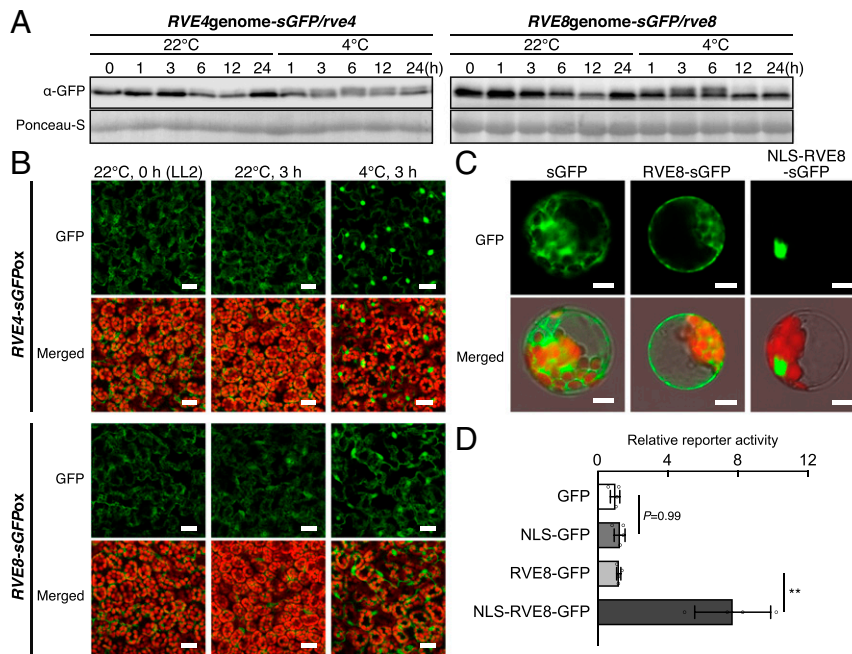 A
RVE4genome-sGFP/rve4
22°C 4°C
0 1 3 6 12 24 1 3 6 12 24(h)
RVE8genome-sGFP/rve8
22°C 4°C
0 1 3 6 12 24 1 3 6 12 24(h)
α-GFP
Ponceau-S
B
22°C, 0 h (LL2) 22°C, 3 h 4°C, 3 h
RVE4-sGFPox
GFP
Merged
RVE8-sGFPox
GFP
Merged
C
sGFP RVE8-sGFP NLS-RVE8
-sGFP
GFP
Merged
D
Relative reporter activity
0 4 8 12
GFP
NLS-GFP
RVE8-GFP
NLS-RVE8-GFP
P=0.99
**